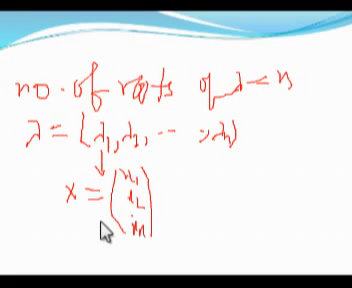 no. of roots of λ = n
λ = (λ₁, λ₂, -- , λₙ)
x = (x₁
x₂
xₙ)